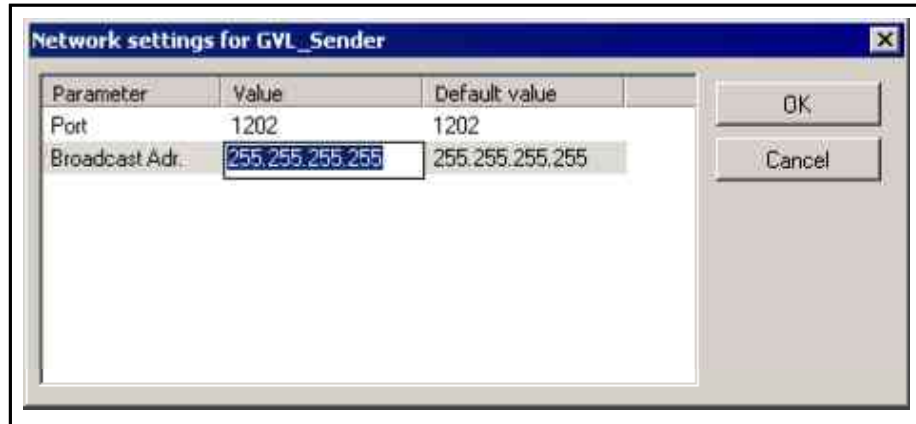 Network settings for GVL_Sender
Parameter Value Default value
OK
Port 1202 1202
Broadcast Adr. 255.255.255.255 255.255.255.255
Cancel